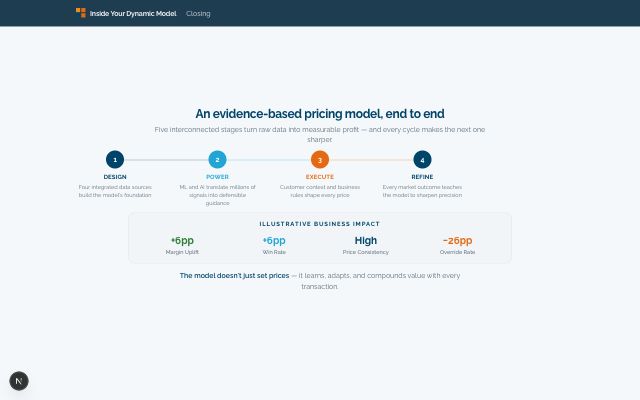 Inside Your Dynamic Model Closing
An evidence-based pricing model, end to end
Five interconnected stages turn raw data into measurable profit — and every cycle makes the next one
sharper
1
2
3
4
DESIGN
Four integrated data sources
build the model's foundation
POWER
ML and AI translate millions of
signals into defensible
guidance
EXECUTE
Customer context and business
rules shape every price
REFINE
Every market outcome teaches
the model to sharpen precision
ILLUSTRATIVE BUSINESS IMPACT
+6pp
Margin Uplift
+6pp
Win Rate
High
Price Consistency
−26pp
Override Rate
The model doesn't just set prices — it learns, adapts, and compounds value with every
transaction.
N